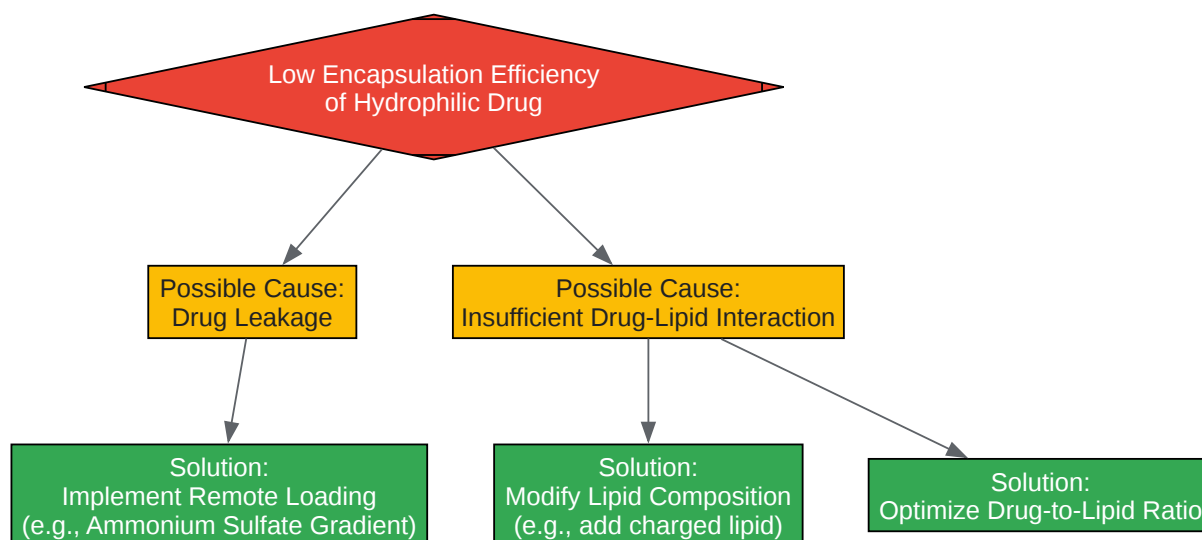 Low Encapsulation Efficiency
of Hydrophilic Drug
Possible Cause:
Drug Leakage
Possible Cause:
Insufficient Drug-Lipid Interaction
Solution:
Implement Remote Loading
(e.g., Ammonium Sulfate Gradient)
Solution:
Modify Lipid Composition
(e.g., add charged lipid)
Solution:
Optimize Drug-to-Lipid Ratio